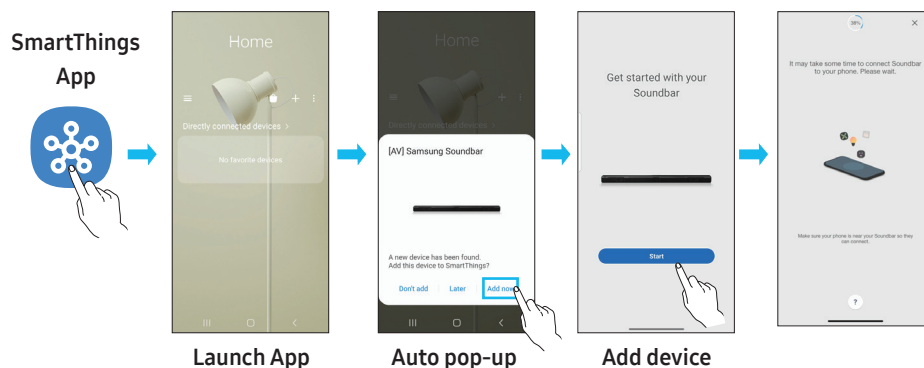 SmartThings
App
Home
Directly connected devices >
No favorite devices
Launch App
Home
Directly connected devices >
[AV] Samsung Soundbar
A new device has been found.
Add this device to SmartThings?
Don't add
Later
Add now
Auto pop-up
Get started with your
Soundbar
Start
Add device
38%
It may take some time to connect Soundbar
to your phone. Please wait.
Make sure your phone is near your Soundbar so they
can connect.
?